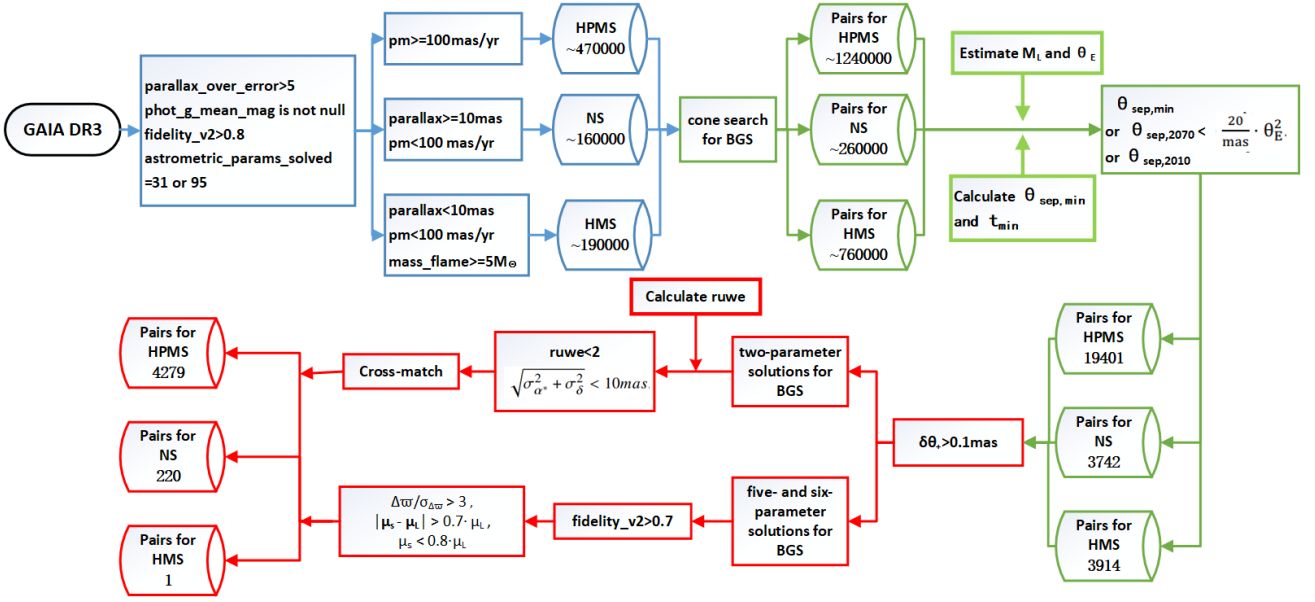 GAIA DR3
parallax_over_error>5
phot_g_mean_mag is not null
fidelity_v2>0.8
astrometric_params_solved
=31 or 95
pm>=100mas/yr
HPMS
~470000
parallax>=10mas
pm<100 mas/yr
NS
~160000
parallax<10mas
pm<100 mas/yr
mass_flame>=5M⊙
HMS
~190000
cone search
for BGS
Pairs for
HPMS
~1240000
Pairs for
NS
~260000
Pairs for
HMS
~760000
Estimate M_L and θ_E
Calculate θ_sep,min
and t_min
θ_sep,min
or θ_sep,2070 < 20″/mas · θ_E^2.
or θ_sep,2010
Pairs for
HPMS
19401
Pairs for
NS
3742
Pairs for
HMS
3914
δθ₊>0.1mas
two-parameter
solutions for
BGS
five- and six-
parameter
solutions for
BGS
Calculate ruwe
ruwe<2
√(σ_α*^2 + σ_δ^2) < 10mas.
fidelity_v2>0.7
Cross-match
Δϖ/σ_Δϖ > 3 ,
|μ_s - μ_L| > 0.7· μ_L ,
μ_s < 0.8·μ_L
Pairs for
HPMS
4279
Pairs for
NS
220
Pairs for
HMS
1